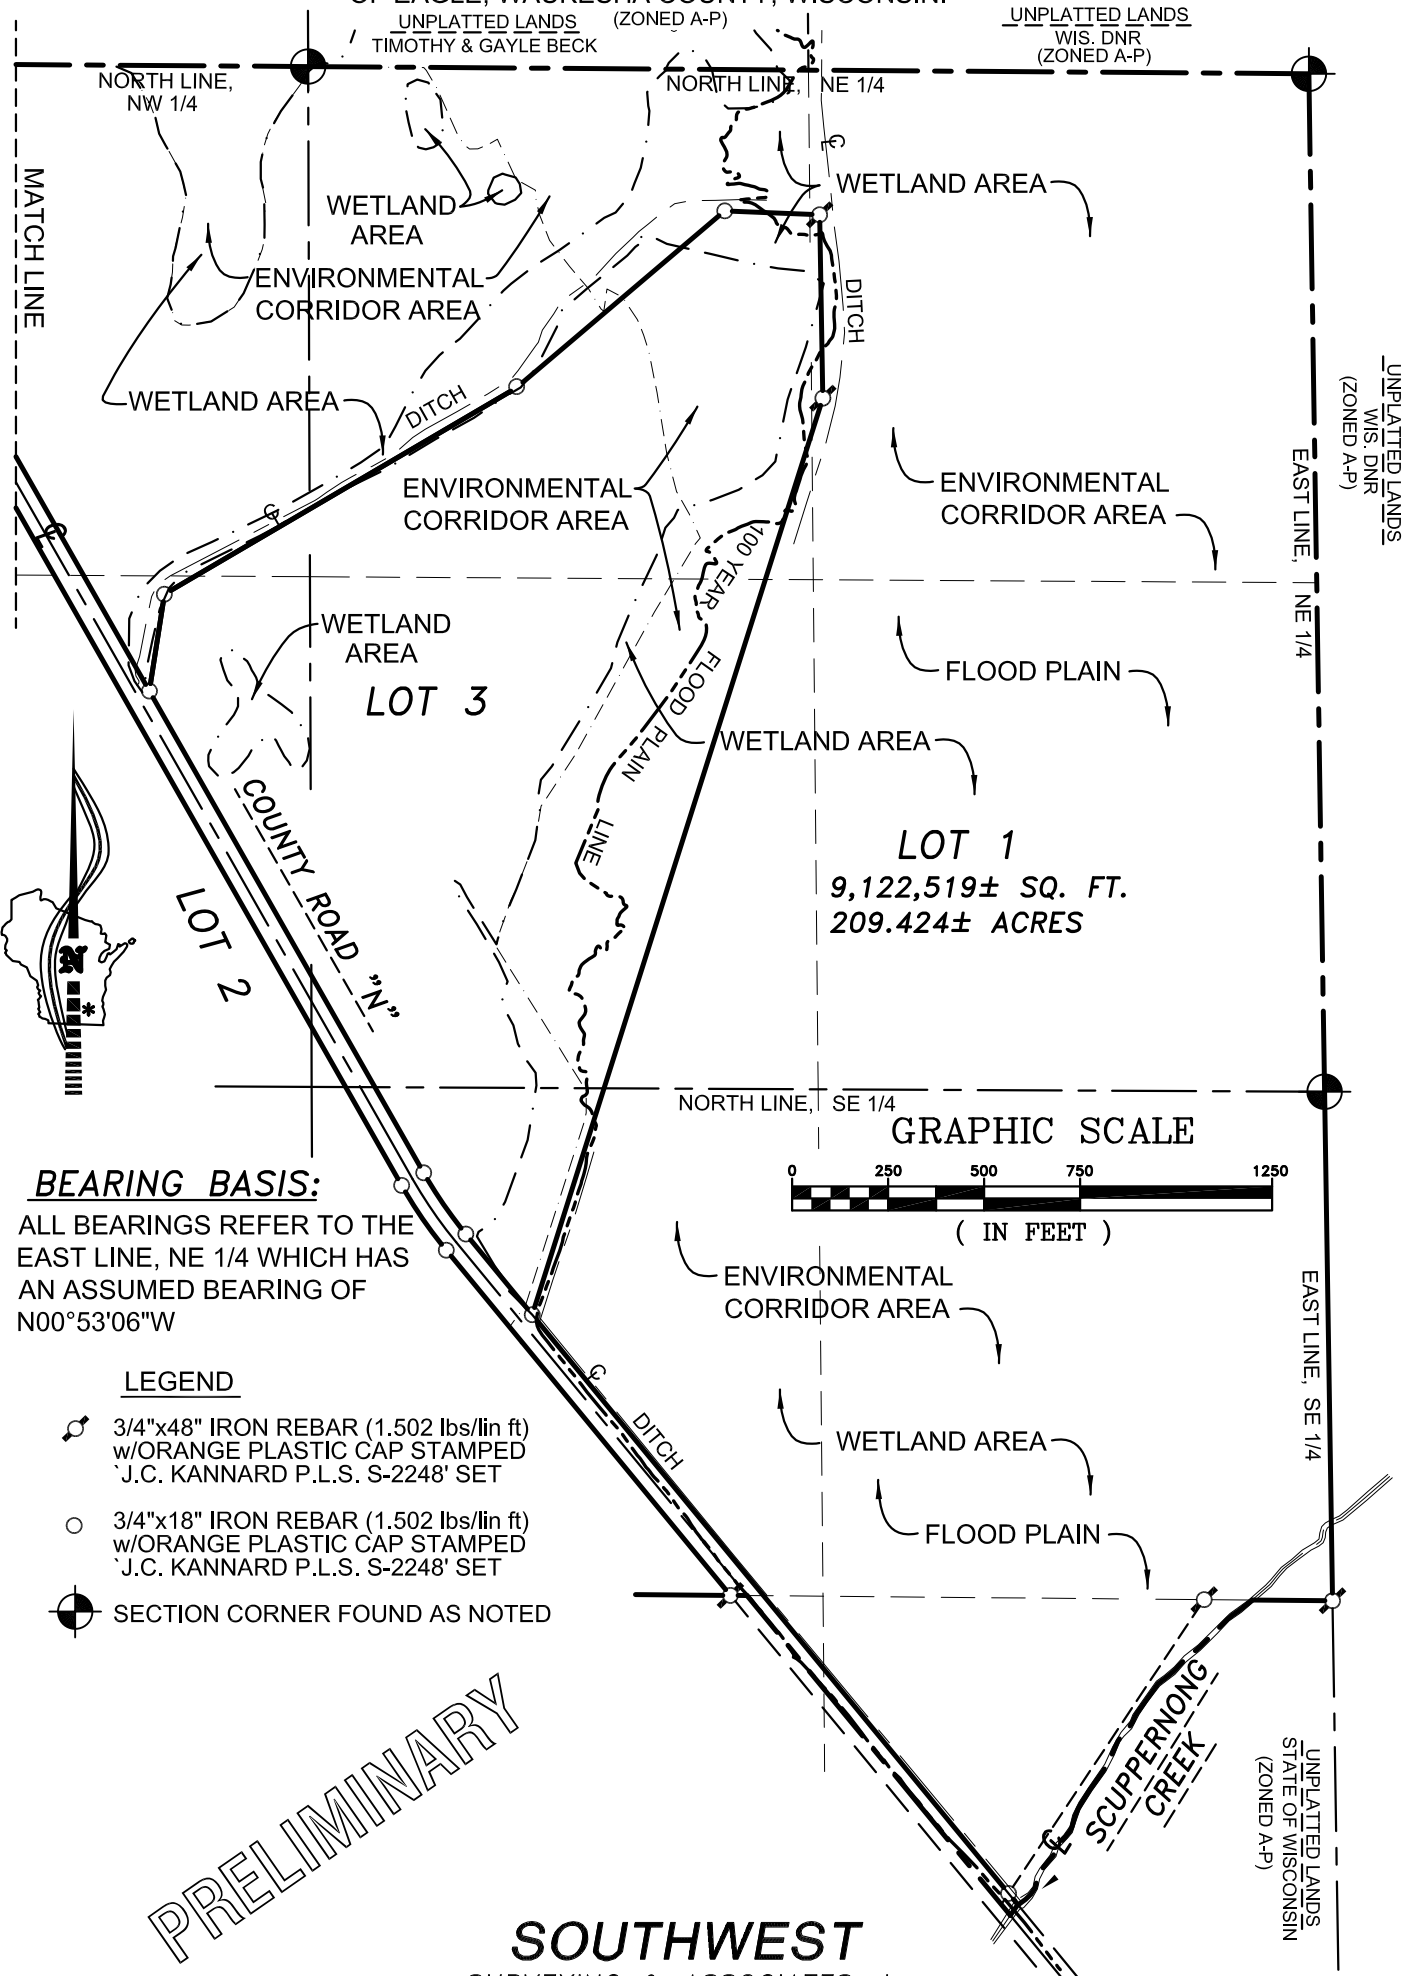 OF EAGLE, WAUKESHA COUNTY, WISCONSIN.
UNPLATTED LANDS
TIMOTHY & GAYLE BECK
(ZONED A-P)
UNPLATTED LANDS
WIS. DNR
(ZONED A-P)
NORTH LINE,
NW 1/4
NORTH LINE, NE 1/4
MATCH LINE
WETLAND
AREA
WETLAND AREA
ENVIRONMENTAL
CORRIDOR AREA
DITCH
WETLAND AREA
DITCH
UNPLATTED LANDS
WIS. DNR
(ZONED A-P)
ENVIRONMENTAL
CORRIDOR AREA
ENVIRONMENTAL
CORRIDOR AREA
EAST LINE, NE 1/4
100 YEAR FLOOD PLAIN LINE
WETLAND
AREA
LOT 3
FLOOD PLAIN
WETLAND AREA
COUNTY ROAD "N"
LOT 2
LOT 1
9,122,519± SQ. FT.
209.424± ACRES
N
*
NORTH LINE, SE 1/4
GRAPHIC SCALE
0 250 500 750 1250
( IN FEET )
BEARING BASIS:
ALL BEARINGS REFER TO THE
EAST LINE, NE 1/4 WHICH HAS
AN ASSUMED BEARING OF
N00°53'06"W
ENVIRONMENTAL
CORRIDOR AREA
EAST LINE, SE 1/4
LEGEND
3/4"x48" IRON REBAR (1.502 lbs/lin ft)
w/ORANGE PLASTIC CAP STAMPED
`J.C. KANNARD P.L.S. S-2248' SET
3/4"x18" IRON REBAR (1.502 lbs/lin ft)
w/ORANGE PLASTIC CAP STAMPED
`J.C. KANNARD P.L.S. S-2248' SET
SECTION CORNER FOUND AS NOTED
DITCH
WETLAND AREA
FLOOD PLAIN
SCUPPERNONG
CREEK
UNPLATTED LANDS
STATE OF WISCONSIN
(ZONED A-P)
PRELIMINARY
SOUTHWEST
SURVEYING & ASSOCIATES